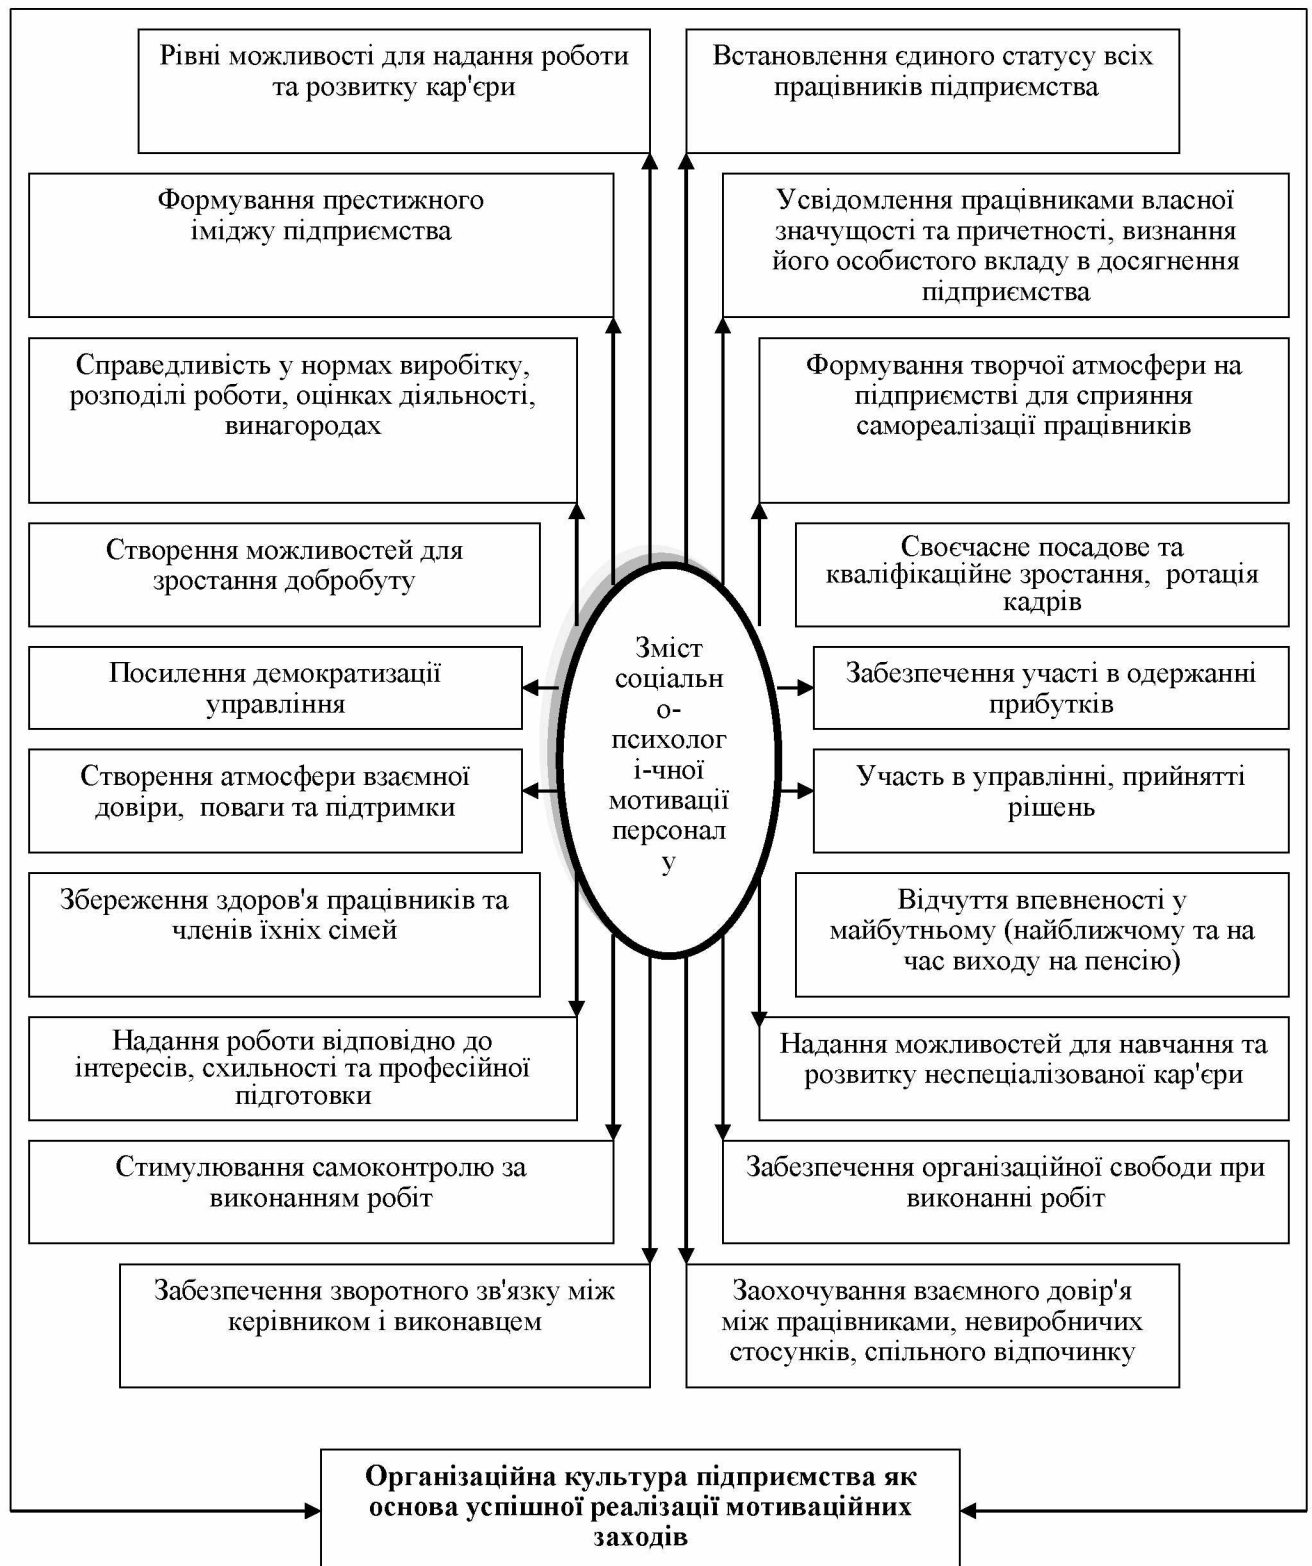 Рівні можливості для надання роботи
та розвитку кар'єри
Встановлення єдиного статусу всіх
працівників підприємства
Формування престижного
іміджу підприємства
Усвідомлення працівниками власної
значущості та причетності, визнання
його особистого вкладу в досягнення
підприємства
Справедливість у нормах виробітку,
розподілі роботи, оцінках діяльності,
винагородах
Формування творчої атмосфери на
підприємстві для сприяння
самореалізації працівників
Створення можливостей для
зростання добробуту
Своєчасне посадове та
кваліфікаційне зростання, ротація
кадрів
Зміст
соціальн
о-
психолог
і-чної
мотивації
персонал
у
Посилення демократизації
управління
Забезпечення участі в одержанні
прибутків
Створення атмосфери взаємної
довіри, поваги та підтримки
Участь в управлінні, прийнятті
рішень
Збереження здоров'я працівників та
членів їхніх сімей
Відчуття впевненості у
майбутньому (найближчому та на
час виходу на пенсію)
Надання роботи відповідно до
інтересів, схильності та професійної
підготовки
Надання можливостей для навчання та
розвитку неспеціалізованої кар'єри
Стимулювання самоконтролю за
виконанням робіт
Забезпечення організаційної свободи при
виконанні робіт
Забезпечення зворотного зв'язку між
керівником і виконавцем
Заохочування взаємного довір'я
між працівниками, невиробничих
стосунків, спільного відпочинку
Організаційна культура підприємства як
основа успішної реалізації мотиваційних
заходів